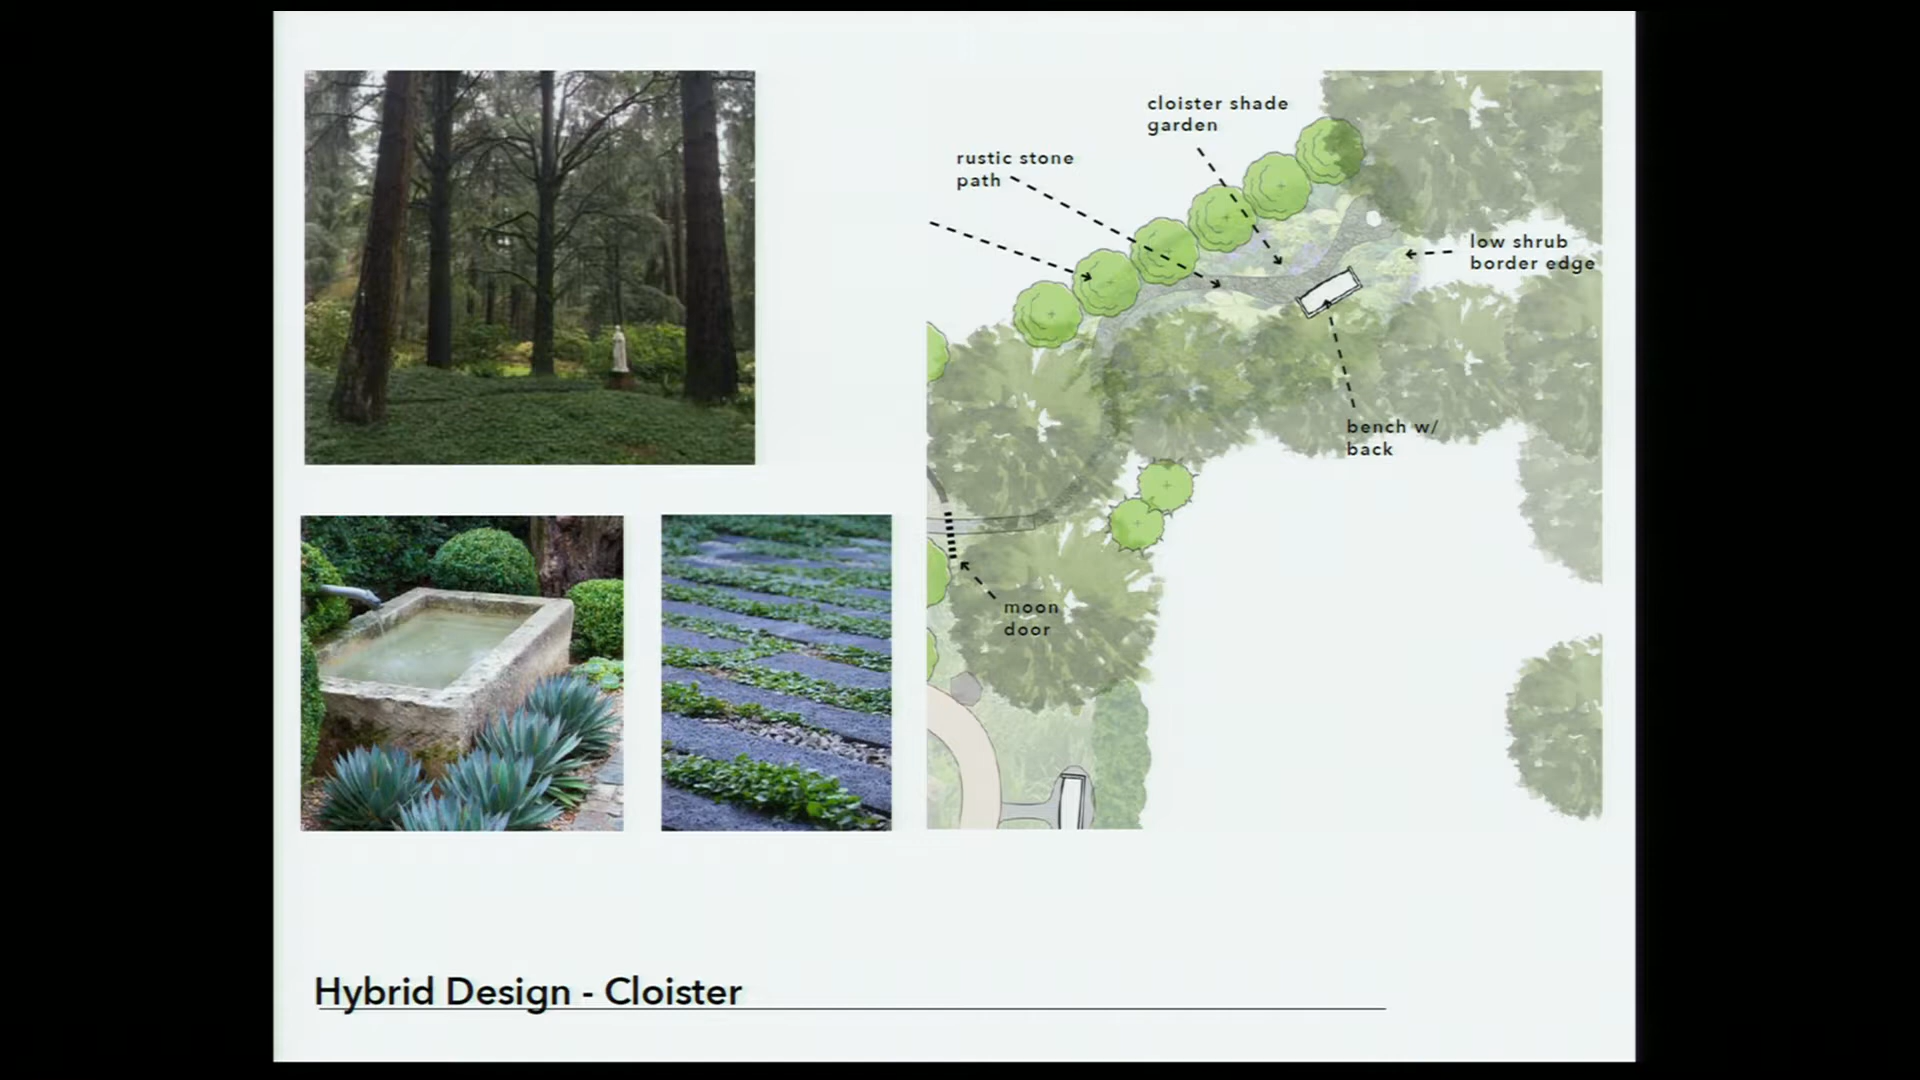 cloister shade
garden
rustic stone
path
low shrub
border edge
bench w/
back
moon
door
Hybrid Design - Cloister